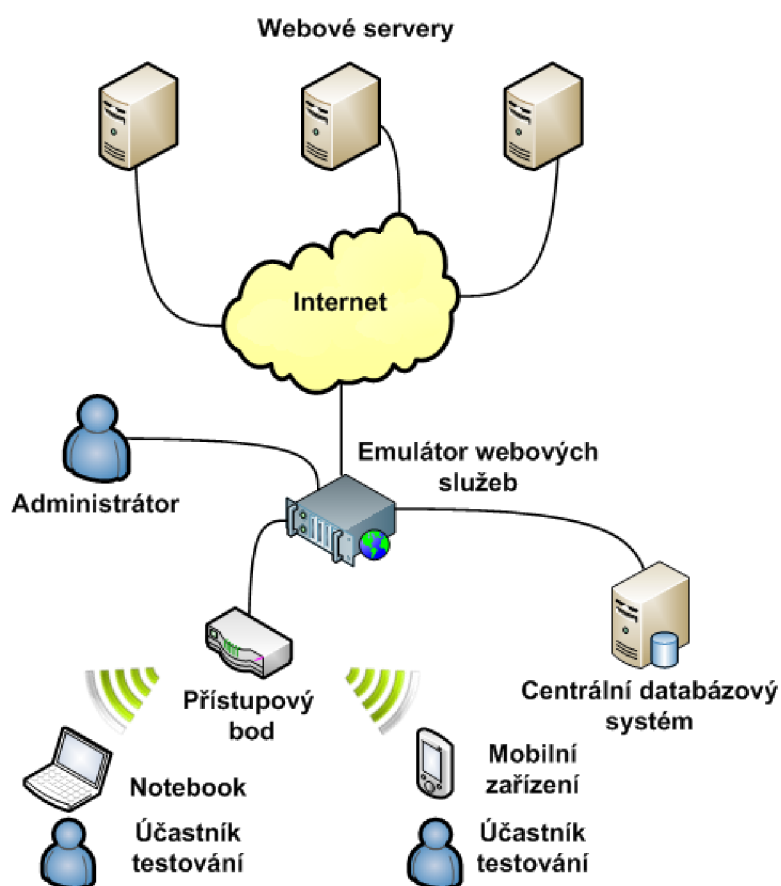 Webové servery
Internet
Emulátor webových
služeb
Administrátor
Přístupový
bod
Centrální databázový
systém
Notebook
Mobilní
zařízení
Účastník
testování
Účastník
testování